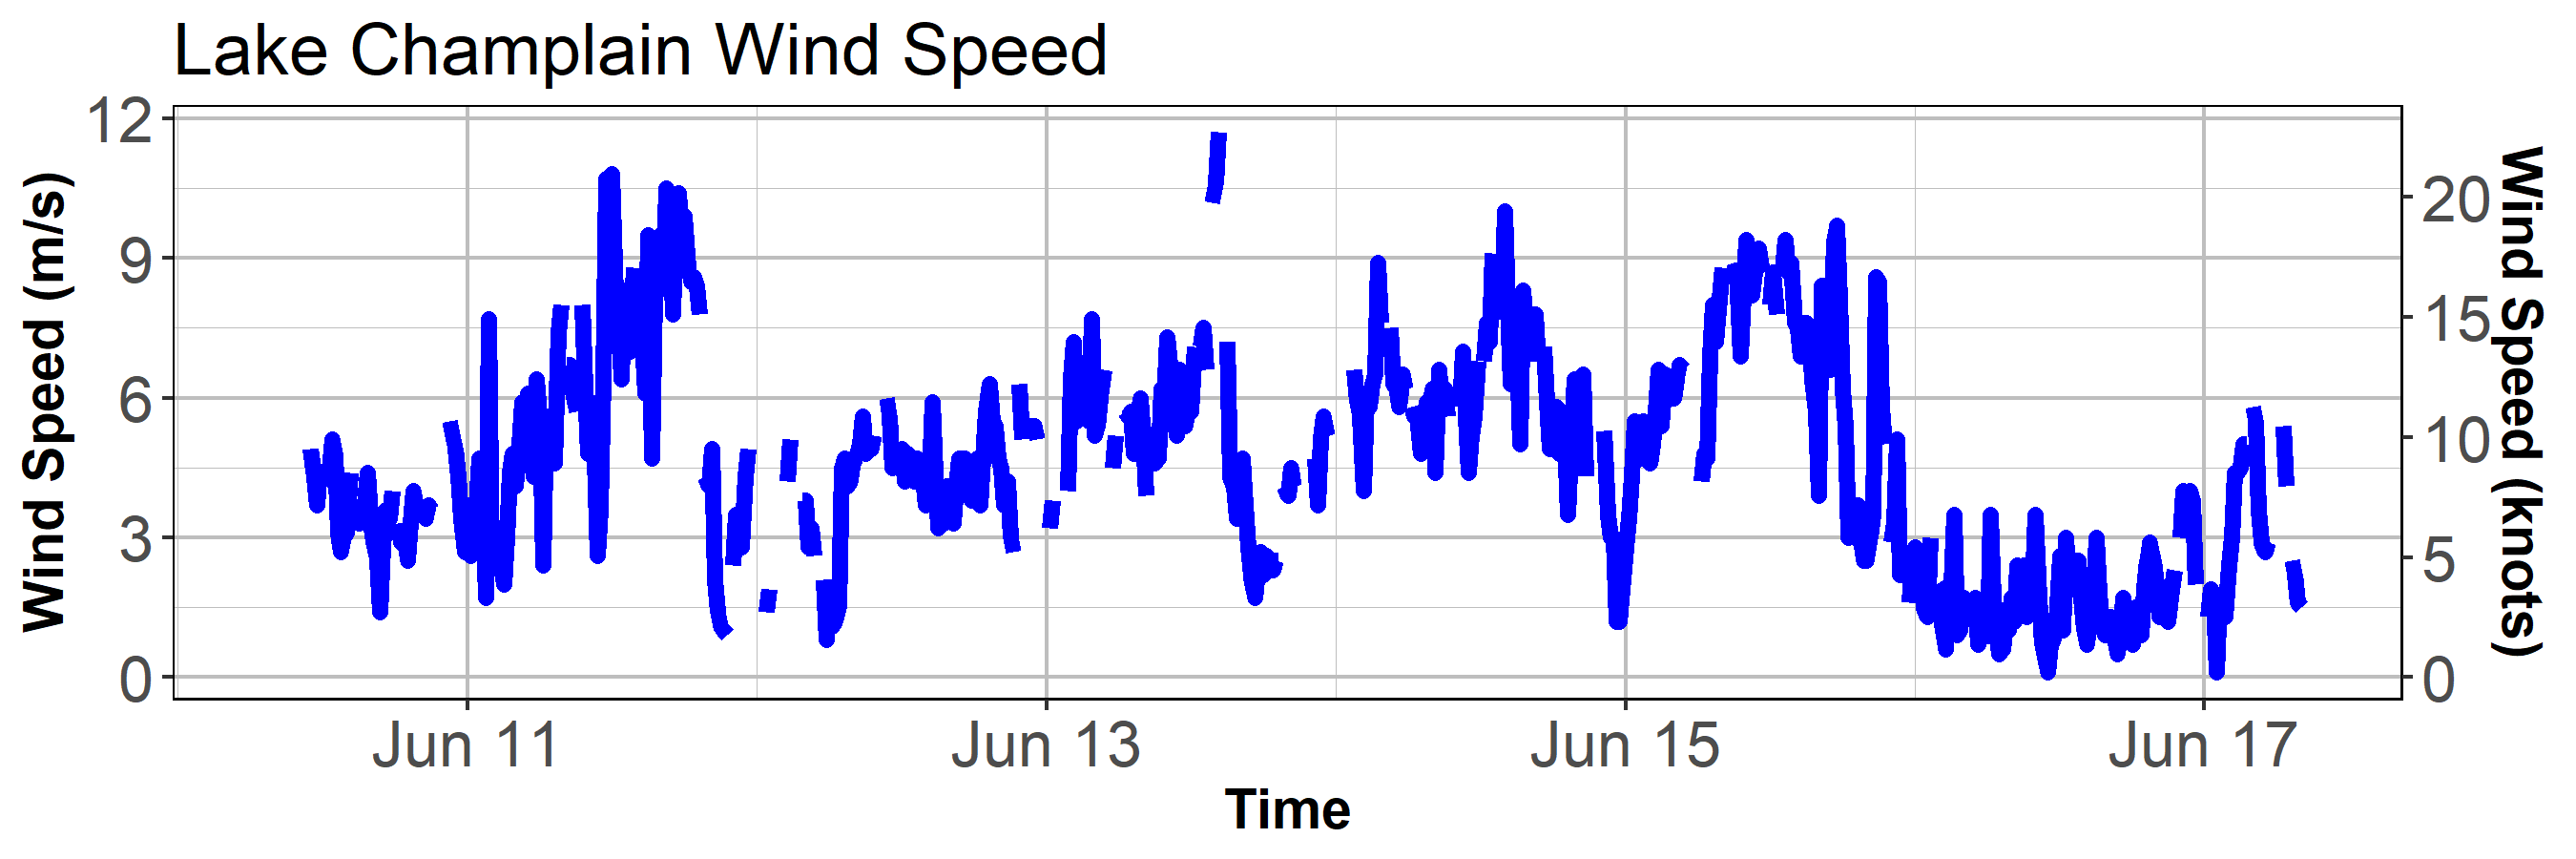 Lake Champlain Wind Speed
12
9
6
3
0
Wind Speed (m/s)
20
15
10
5
0
Wind Speed (knots)
Jun 11
Jun 13
Jun 15
Jun 17
Time